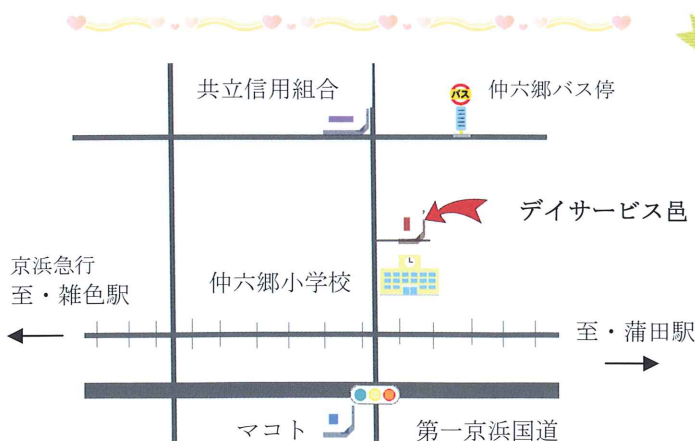 共立信用組合
バス
仲六郷バス停
デイサービス邑
京浜急行
至・雑色駅
仲六郷小学校
至・蒲田駅
マコト
第一京浜国道